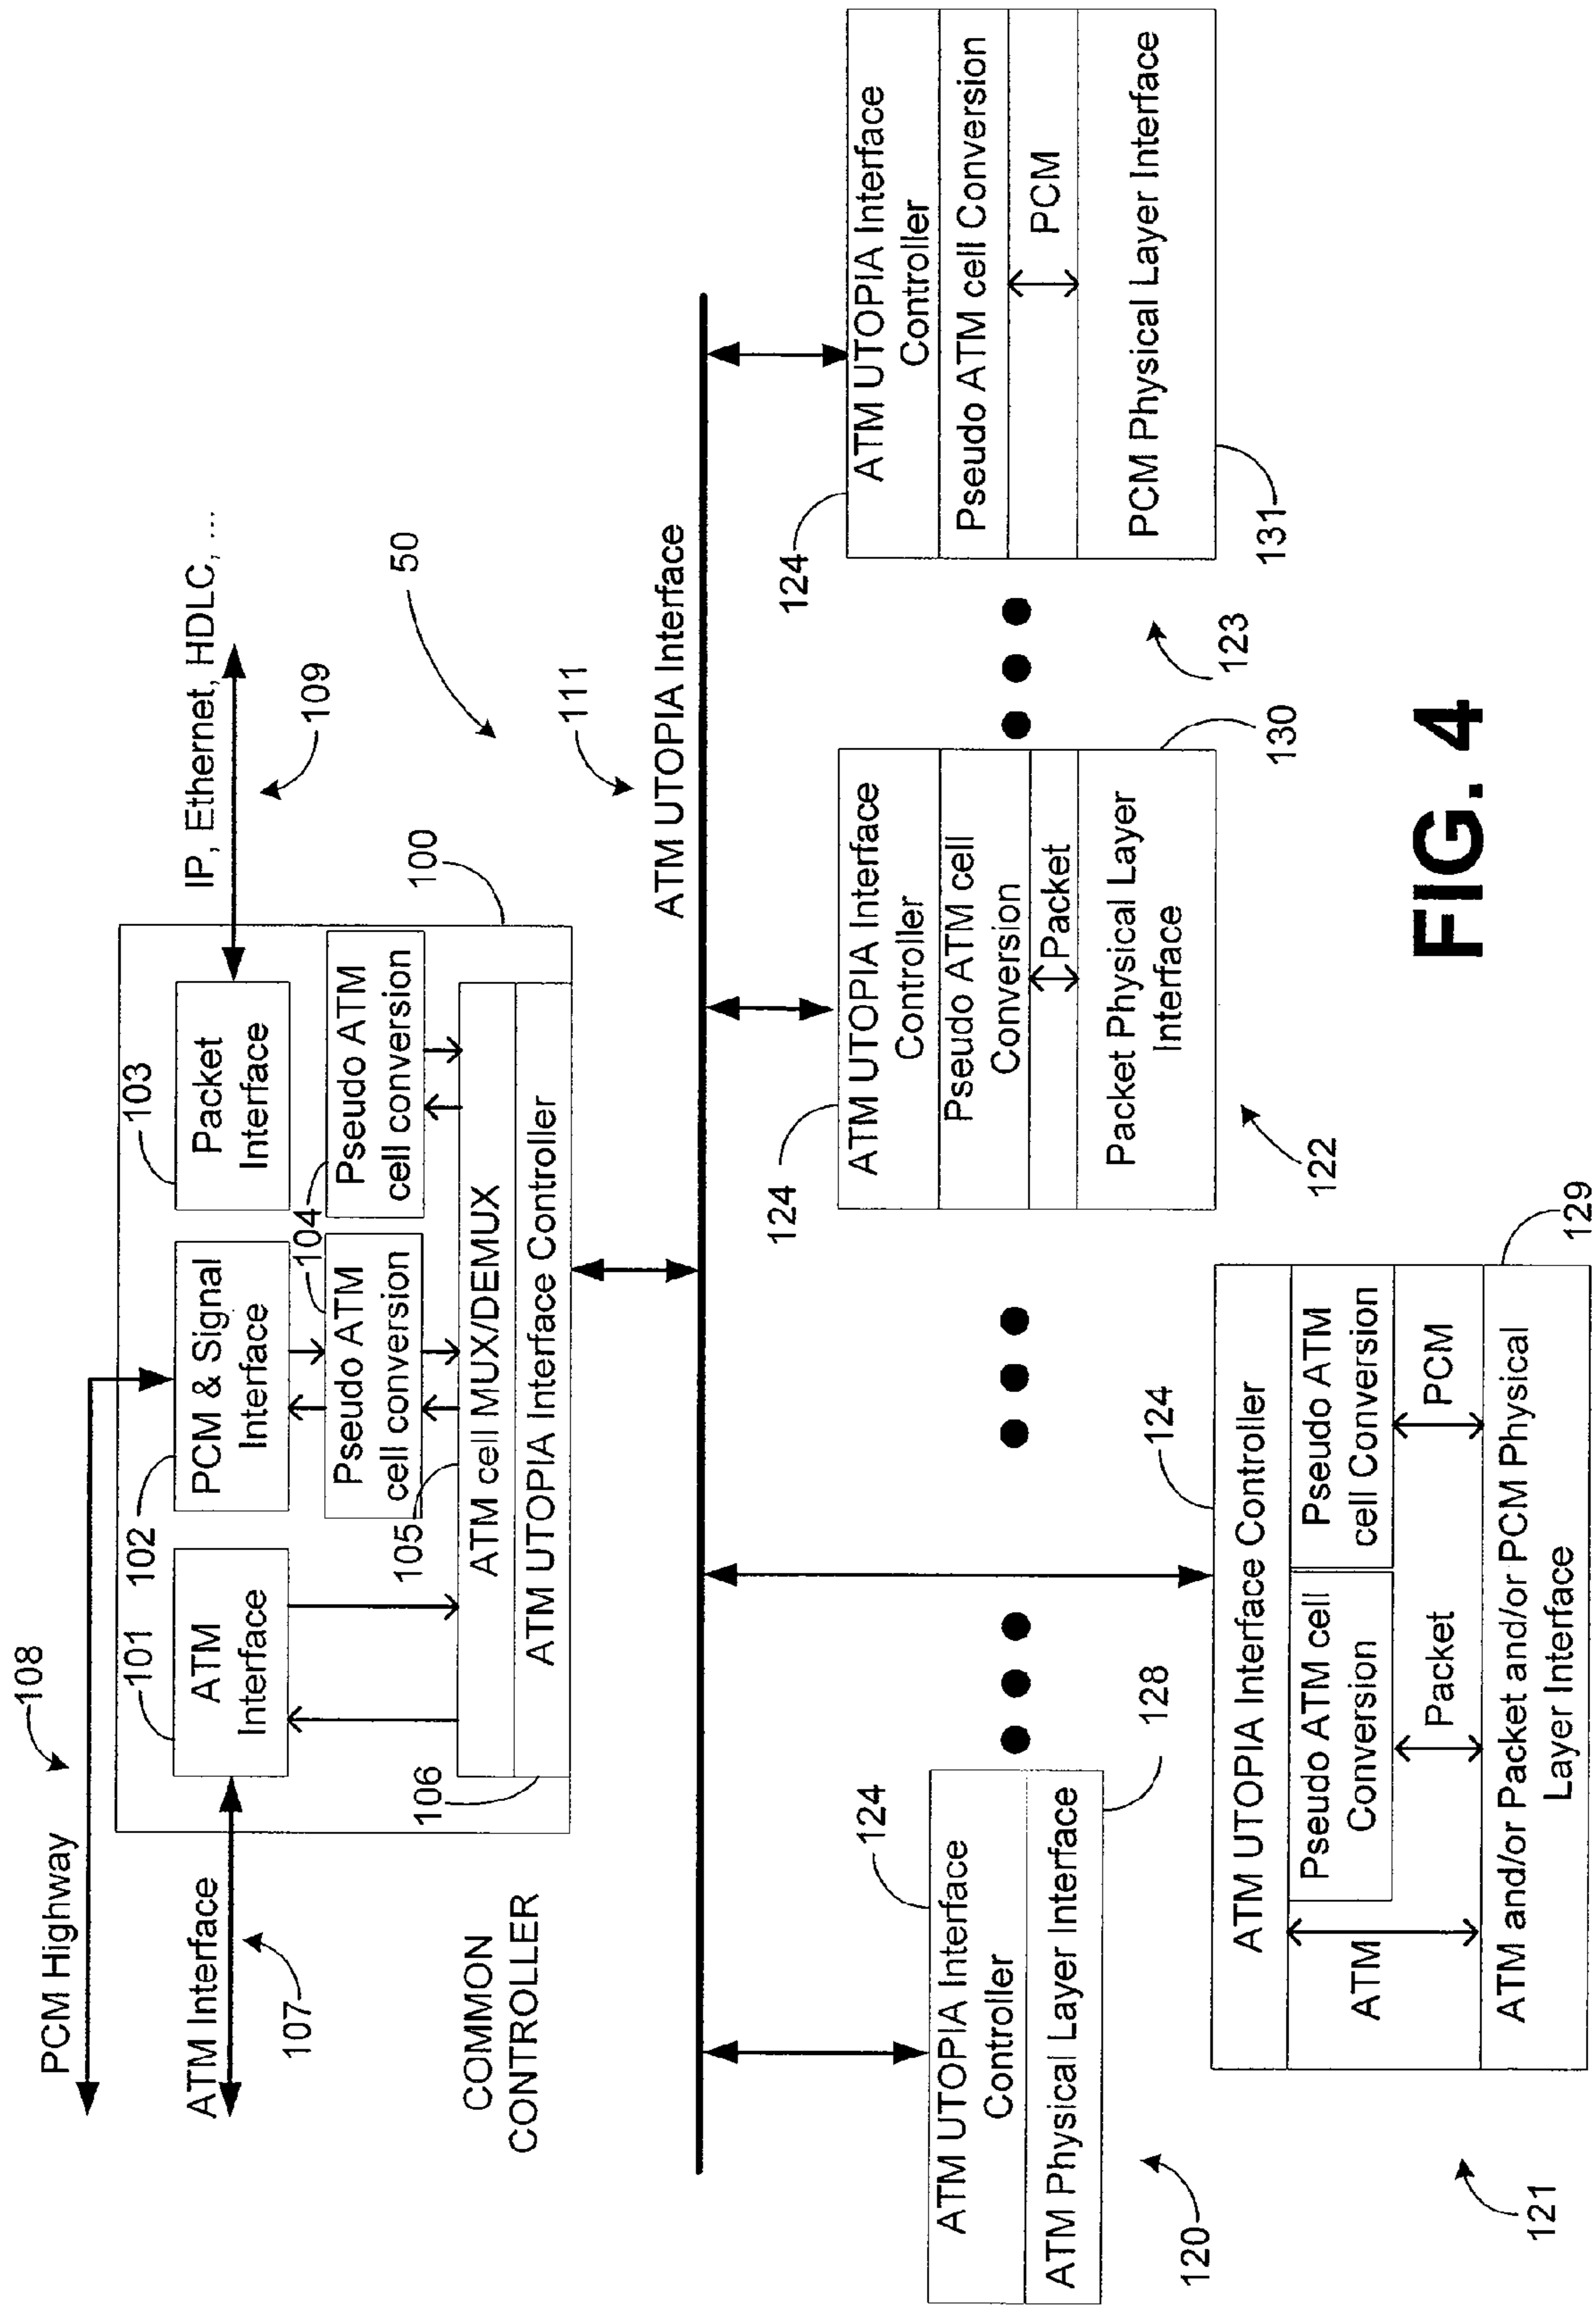 108
PCM Highway
IP, Ethernet, HDLC, ...
109
50
ATM Interface
107
COMMON
CONTROLLER
100
101
ATM
Interface
102
PCM & Signal
Interface
103
Packet
Interface
104
Pseudo ATM
cell conversion
104
Pseudo ATM
cell conversion
105
ATM cell MUX/DEMUX
106
ATM UTOPIA Interface Controller
111
ATM UTOPIA Interface
124
ATM UTOPIA Interface
Controller
ATM Physical Layer Interface
128
120
124
ATM UTOPIA Interface Controller
ATM
Pseudo ATM cell
Conversion
Packet
Pseudo ATM
cell Conversion
PCM
ATM and/or Packet and/or PCM Physical
Layer Interface
129
121
124
ATM UTOPIA Interface
Controller
Pseudo ATM cell
Conversion
Packet
Packet Physical Layer
Interface
130
122
124
ATM UTOPIA Interface
Controller
Pseudo ATM cell Conversion
PCM
PCM Physical Layer Interface
131
123
FIG. 4